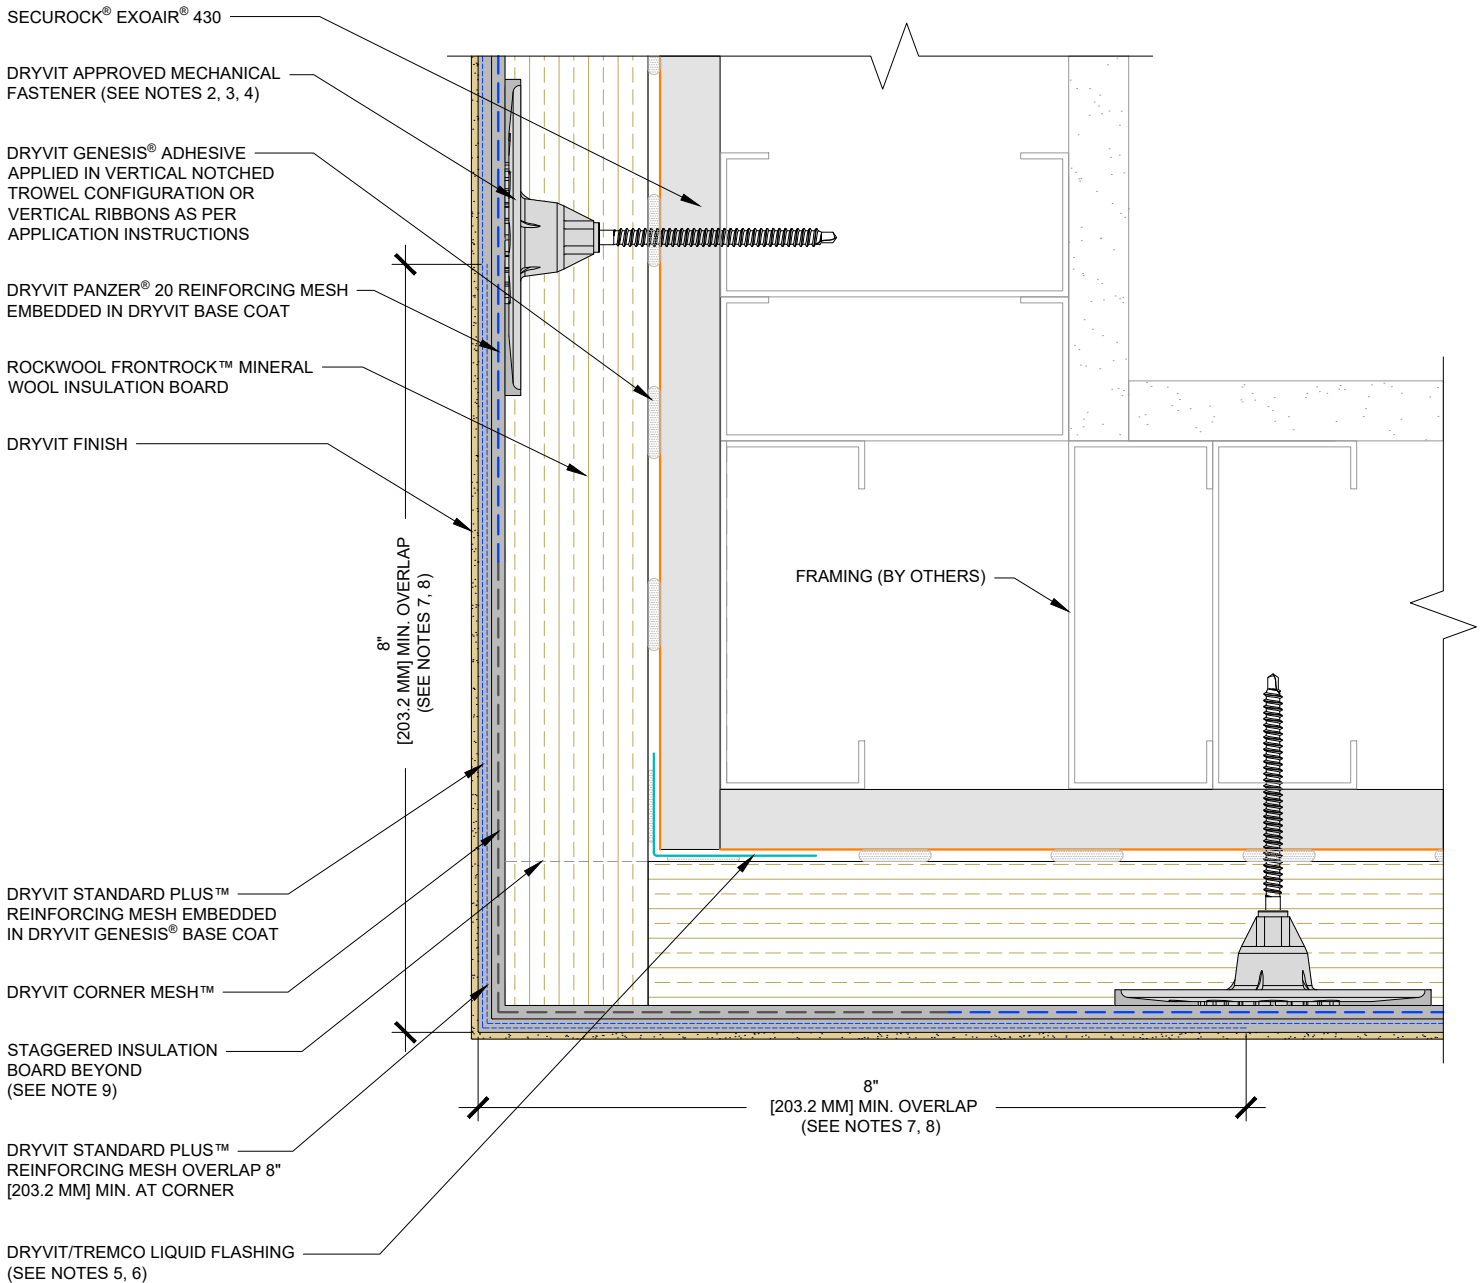 SECUROCK® EXOAIR® 430
DRYVIT APPROVED MECHANICAL
FASTENER (SEE NOTES 2, 3, 4)
DRYVIT GENESIS® ADHESIVE
APPLIED IN VERTICAL NOTCHED
TROWEL CONFIGURATION OR
VERTICAL RIBBONS AS PER
APPLICATION INSTRUCTIONS
DRYVIT PANZER® 20 REINFORCING MESH
EMBEDDED IN DRYVIT BASE COAT
ROCKWOOL FRONTROCK™ MINERAL
WOOL INSULATION BOARD
DRYVIT FINISH
8"
[203.2 MM] MIN. OVERLAP
(SEE NOTES 7, 8)
FRAMING (BY OTHERS)
DRYVIT STANDARD PLUS™
REINFORCING MESH EMBEDDED
IN DRYVIT GENESIS® BASE COAT
DRYVIT CORNER MESH™
STAGGERED INSULATION
BOARD BEYOND
(SEE NOTE 9)
8"
[203.2 MM] MIN. OVERLAP
(SEE NOTES 7, 8)
DRYVIT STANDARD PLUS™
REINFORCING MESH OVERLAP 8"
[203.2 MM] MIN. AT CORNER
DRYVIT/TREMCO LIQUID FLASHING
(SEE NOTES 5, 6)